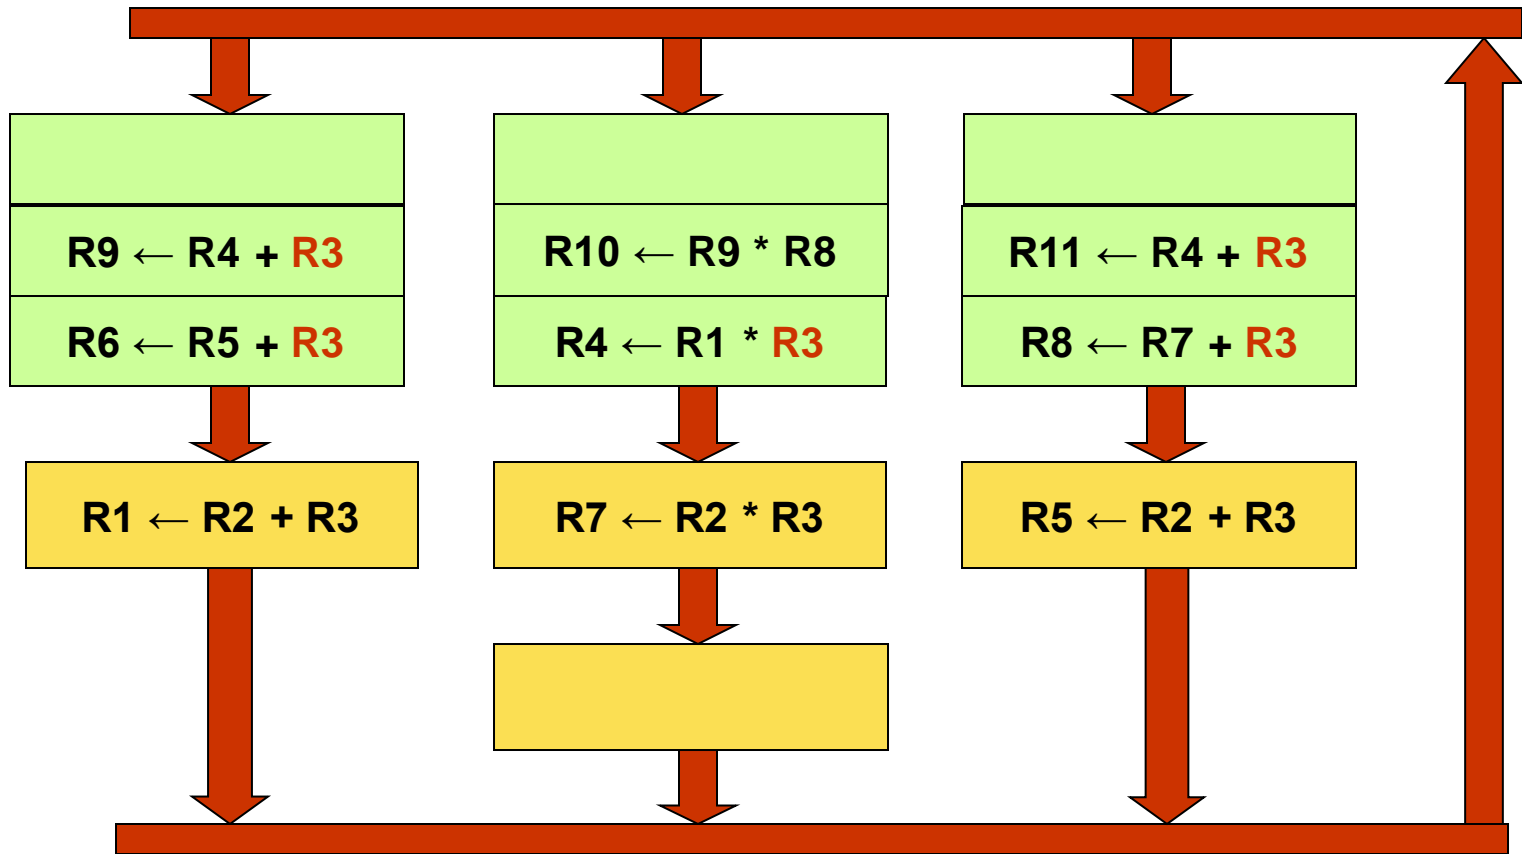 R9 ← R4 + R3
R10 ← R9 * R8
R11 ← R4 + R3
R6 ← R5 + R3
R4 ← R1 * R3
R8 ← R7 + R3
R1 ← R2 + R3
R7 ← R2 * R3
R5 ← R2 + R3